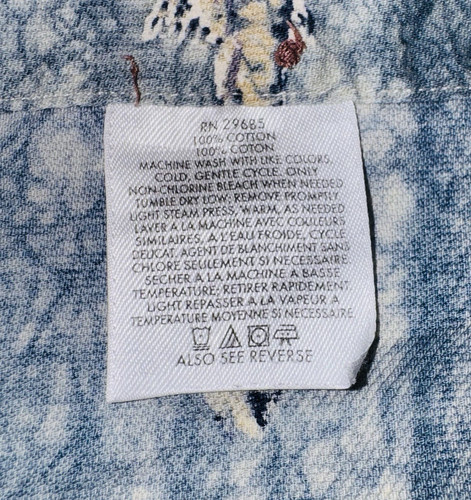 RN 29685
100% COTTON
100% COTON
MACHINE WASH WITH LIKE COLORS,
COLD, GENTLE CYCLE. ONLY
NON-CHLORINE BLEACH WHEN NEEDED
TUMBLE DRY LOW; REMOVE PROMPTLY
LIGHT STEAM PRESS, WARM, AS NEEDED
LAVER A LA MACHINE AVEC COULEURS
SIMILAIRES, A L'EAU FROIDE, CYCLE
DELICAT. AGENT DE BLANCHIMENT SANS
CHLORE SEULEMENT SI NECESSAIRE
SECHER A LA MACHINE A BASSE
TEMPERATURE; RETIRER RAPIDEMENT
LIGHT REPASSER A LA VAPEUR A
TEMPERATURE MOYENNE SI NECESSAIRE
ALSO SEE REVERSE